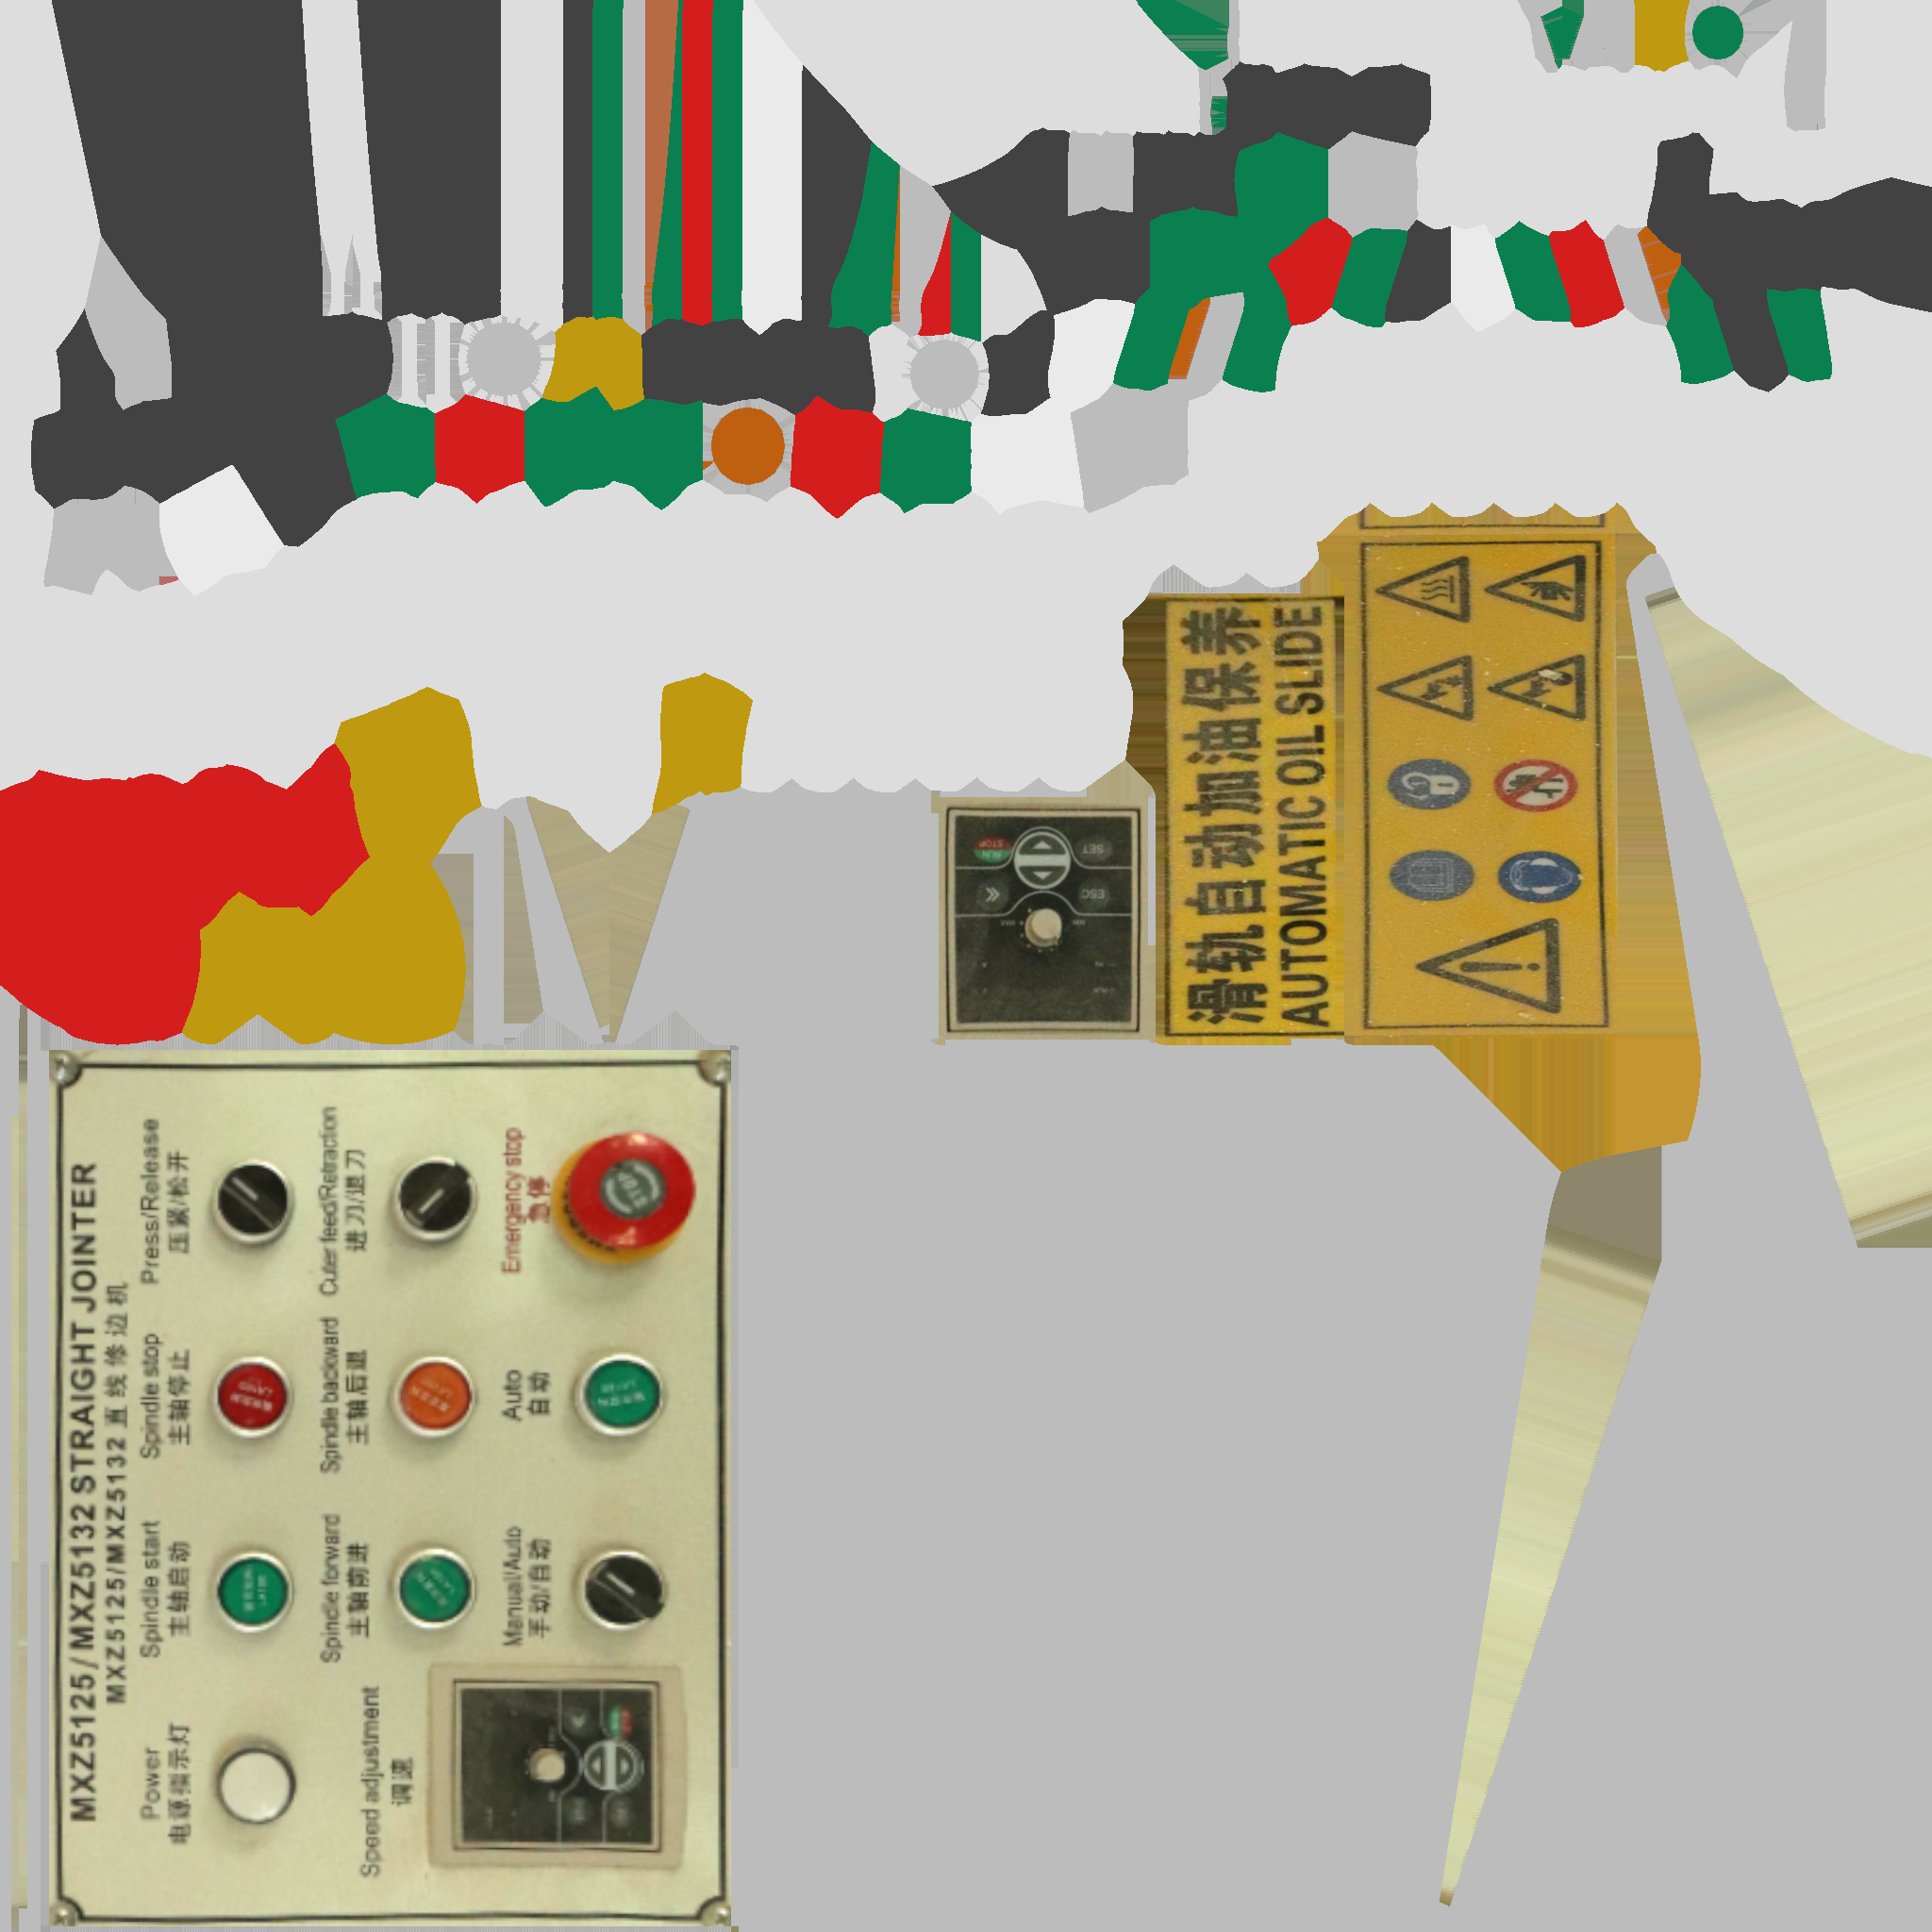 MXZ5125/MXZ5132 STRAIGHT JOINTER
MXZ5125/MXZ5132 直线修边机
Power
电源指示灯
Spindle start
主轴启动
Spindle stop
主轴停止
Press/Release
压紧/松开
Speed adjustment
调速
Spindle forward
主轴前进
Spindle backward
主轴后退
Cuter feed/Retraction
进刀/退刀
Manual/Auto
手动/自动
Auto
自动
Emergency stop
急停
STOP
滑轨自动加油保养
AUTOMATIC OIL SLIDE
RUN
STOP
SET
ESC